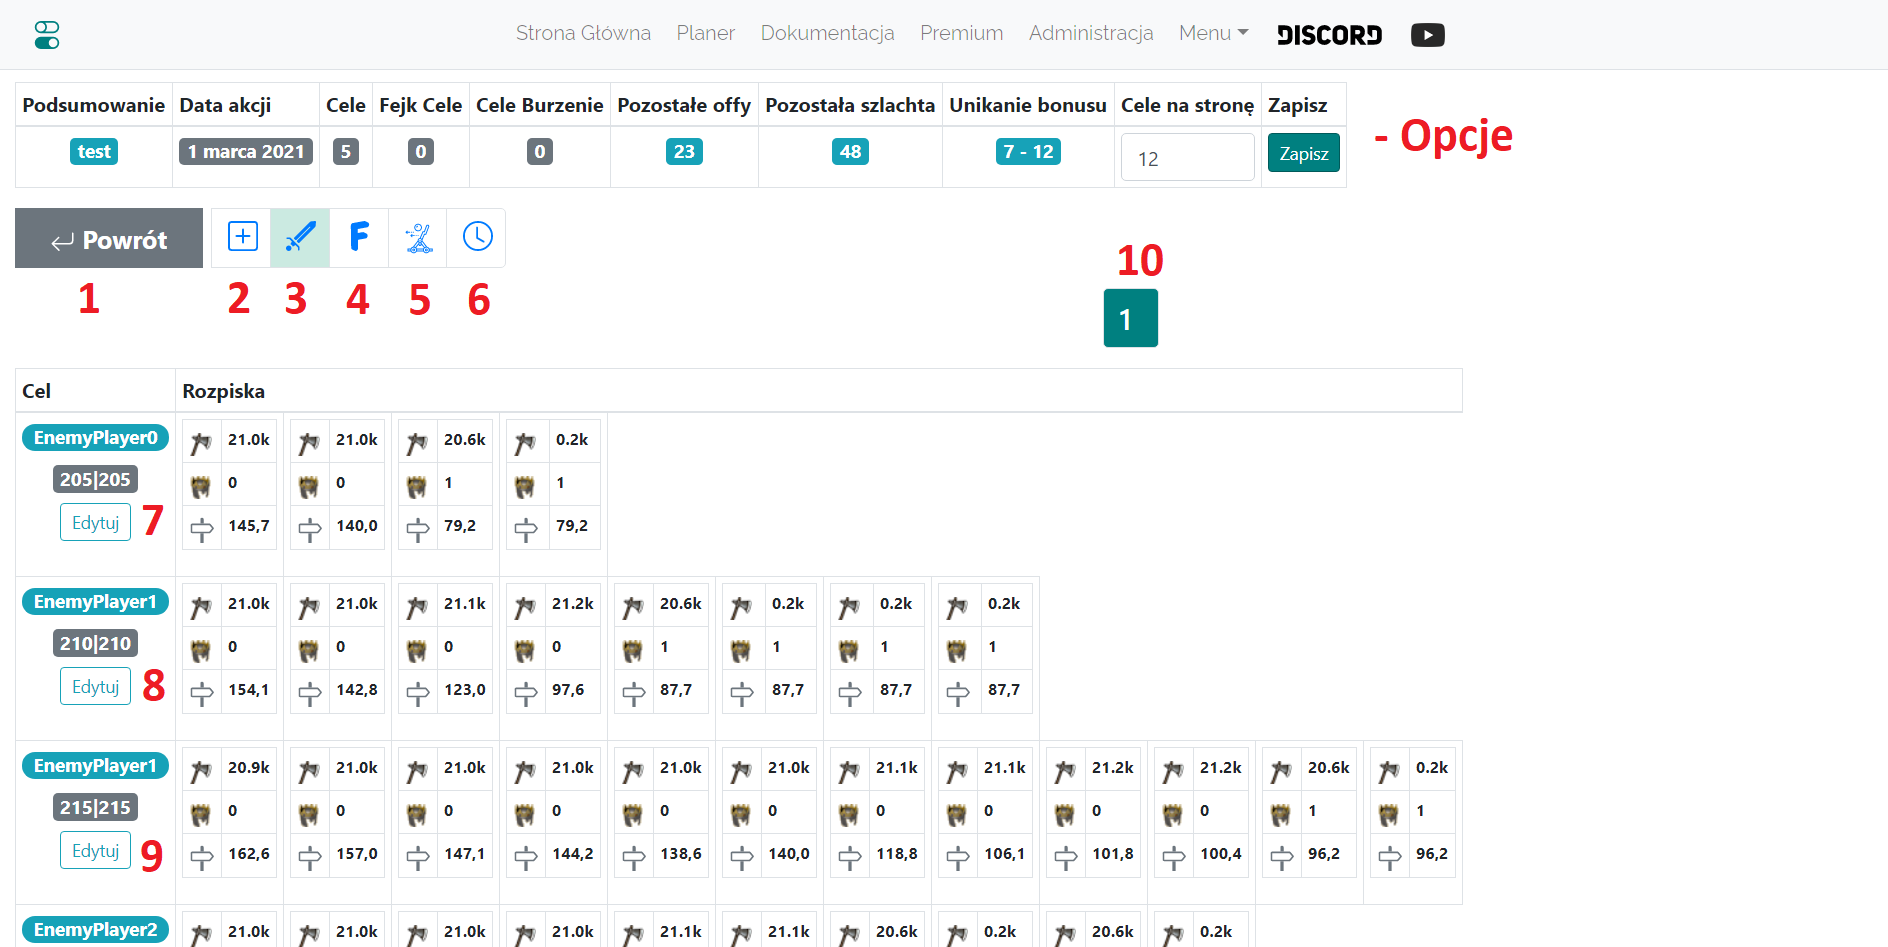 Strona Główna Planer Dokumentacja Premium Administracja Menu DISCORD
Podsumowanie Data akcji Cele Fejk Cele Cele Burzenie Pozostałe offy Pozostała szlachta Unikanie bonusu Cele na stronę Zapisz
test 1 marca 2021 5 0 0 23 48 7 - 12 12 Zapisz
- Opcje
Powrót F
1 2 3 4 5 6
10
1
Cel Rozpiska
EnemyPlayer0
205|205
Edytuj 7
21.0k 21.0k 20.6k 0.2k
0 0 1 1
145,7 140,0 79,2 79,2
EnemyPlayer1
210|210
Edytuj 8
21.0k 21.0k 21.1k 21.2k 20.6k 0.2k 0.2k 0.2k
0 0 0 0 1 1 1 1
154,1 142,8 123,0 97,6 87,7 87,7 87,7 87,7
EnemyPlayer1
215|215
Edytuj 9
20.9k 21.0k 21.0k 21.0k 21.0k 21.0k 21.1k 21.1k 21.2k 21.2k 20.6k 0.2k
0 0 0 0 0 0 0 0 0 0 1 1
162,6 157,0 147,1 144,2 138,6 140,0 118,8 106,1 101,8 100,4 96,2 96,2
EnemyPlayer2
21.0k 21.0k 21.0k 21.0k 21.1k 21.1k 20.6k 0.2k 20.6k 0.2k